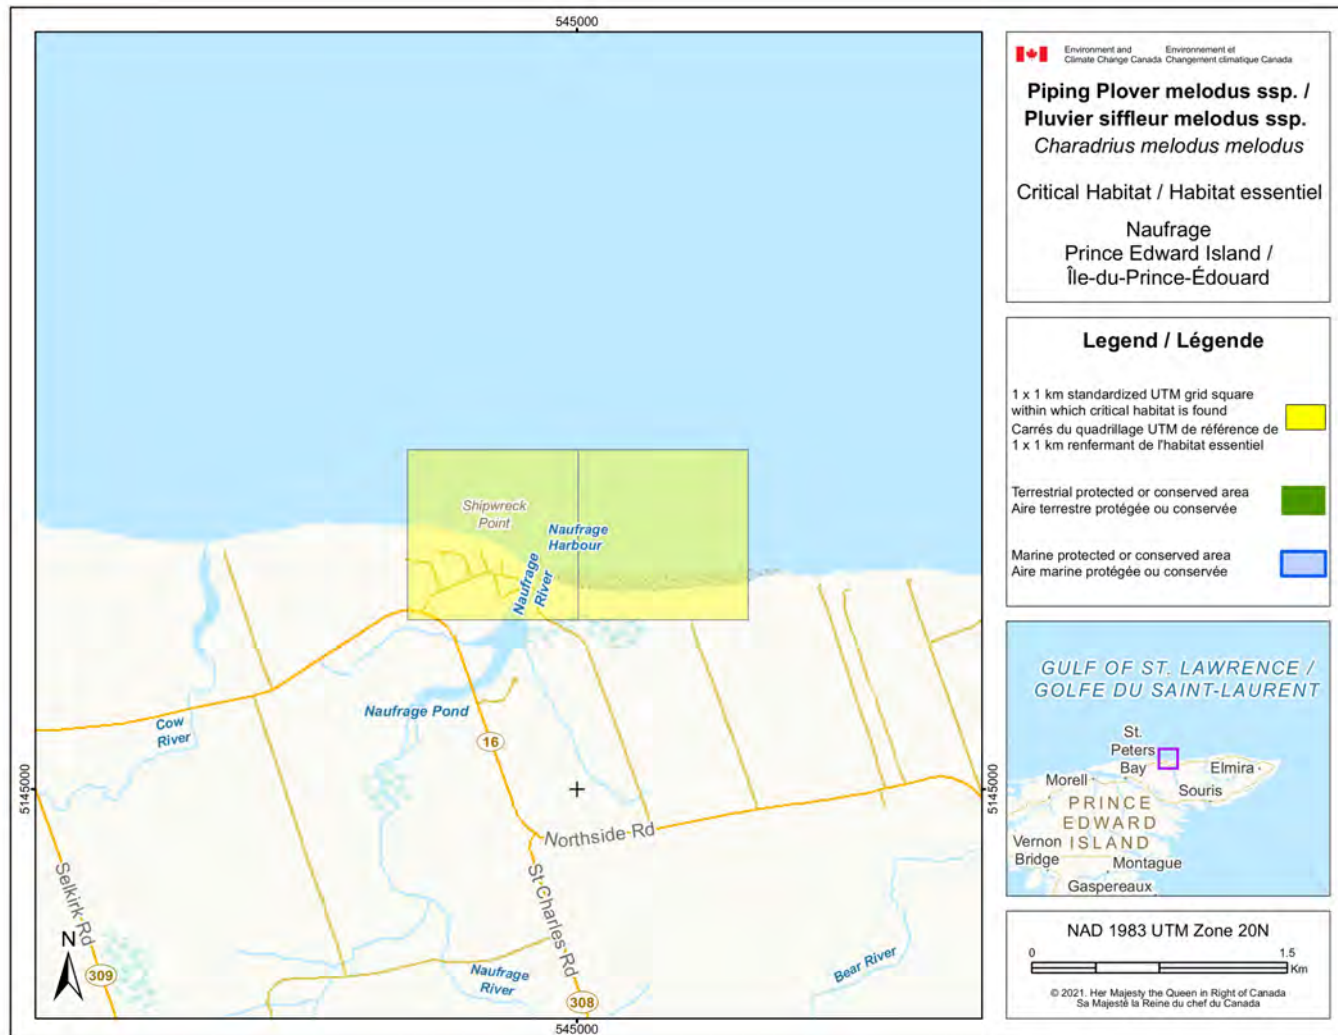 545000
5145000
Shipwreck
Point
Naufrage
Harbour
Naufrage
River
Naufrage Pond
Cow
River
16
5145000
Northside Rd
St Charles Rd
Selkirk Rd
N
309
Naufrage
River
308
Bear River
545000
Environment and
Climate Change Canada
Environnement et
Changement climatique Canada
Piping Plover melodus ssp. /
Pluvier siffleur melodus ssp.
Charadrius melodus melodus
Critical Habitat / Habitat essentiel
Naufrage
Prince Edward Island /
Île-du-Prince-Édouard
Legend / Légende
1 x 1 km standardized UTM grid square
within which critical habitat is found
Carrés du quadrillage UTM de référence de
1 x 1 km renfermant de l'habitat essentiel
Terrestrial protected or conserved area
Aire terrestre protégée ou conservée
Marine protected or conserved area
Aire marine protégée ou conservée
GULF OF ST. LAWRENCE /
GOLFE DU SAINT-LAURENT
St.
Peters
Bay
Elmira
Morell
Souris
PRINCE
EDWARD
ISLAND
Vernon
Bridge
Montague
Gaspereaux
NAD 1983 UTM Zone 20N
0 1.5
Km
© 2021. Her Majesty the Queen in Right of Canada
Sa Majesté la Reine du chef du Canada